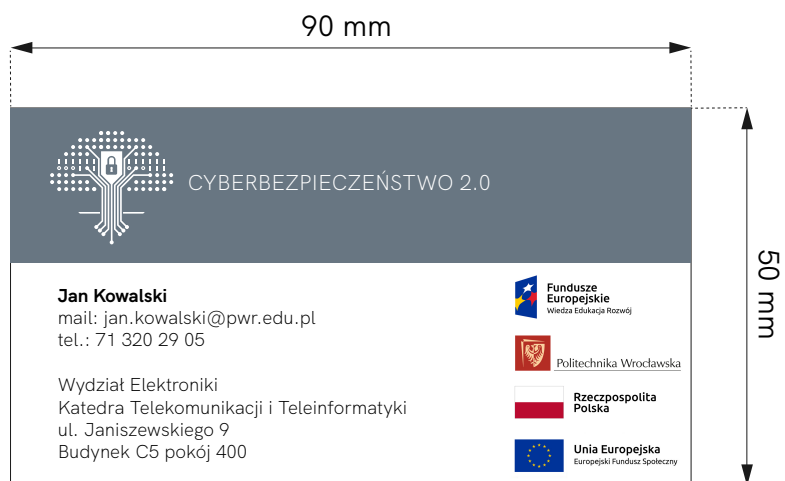 90 mm
CYBERBEZPIECZEŃSTWO 2.0
50 mm
Jan Kowalski
mail: jan.kowalski@pwr.edu.pl
tel.: 71 320 29 05
Wydział Elektroniki
Katedra Telekomunikacji i Teleinformatyki
ul. Janiszewskiego 9
Budynek C5 pokój 400
Fundusze
Europejskie
Wiedza Edukacja Rozwój
Politechnika Wrocławska
Rzeczpospolita
Polska
Unia Europejska
Europejski Fundusz Społeczny